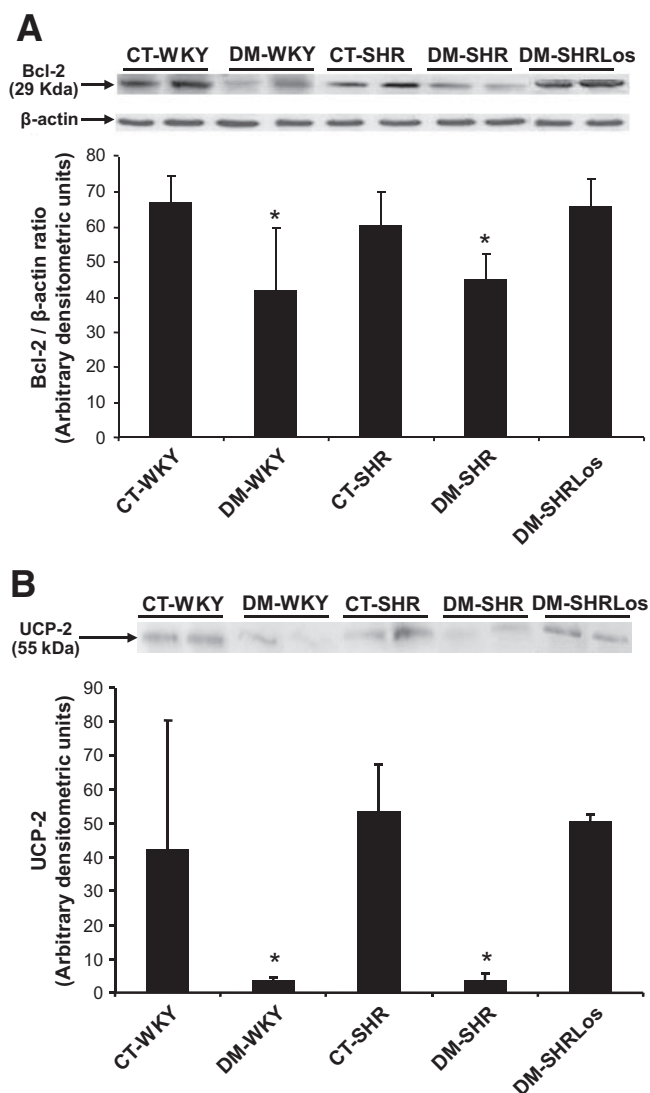 A
CT-WKY DM-WKY CT-SHR DM-SHR DM-SHRLos
Bcl-2
(29 Kda)
β-actin
80
70
60
50
40
30
20
10
0
Bcl-2 / β-actin ratio
(Arbitrary densitometric units)
*
*
CT-WKY DM-WKY CT-SHR DM-SHR DM-SHRLos
B
CT-WKY DM-WKY CT-SHR DM-SHR DM-SHRLos
UCP-2
(55 kDa)
90
80
70
60
50
40
30
20
10
0
UCP-2
(Arbitrary densitometric units)
*
*
CT-WKY DM-WKY CT-SHR DM-SHR DM-SHRLos